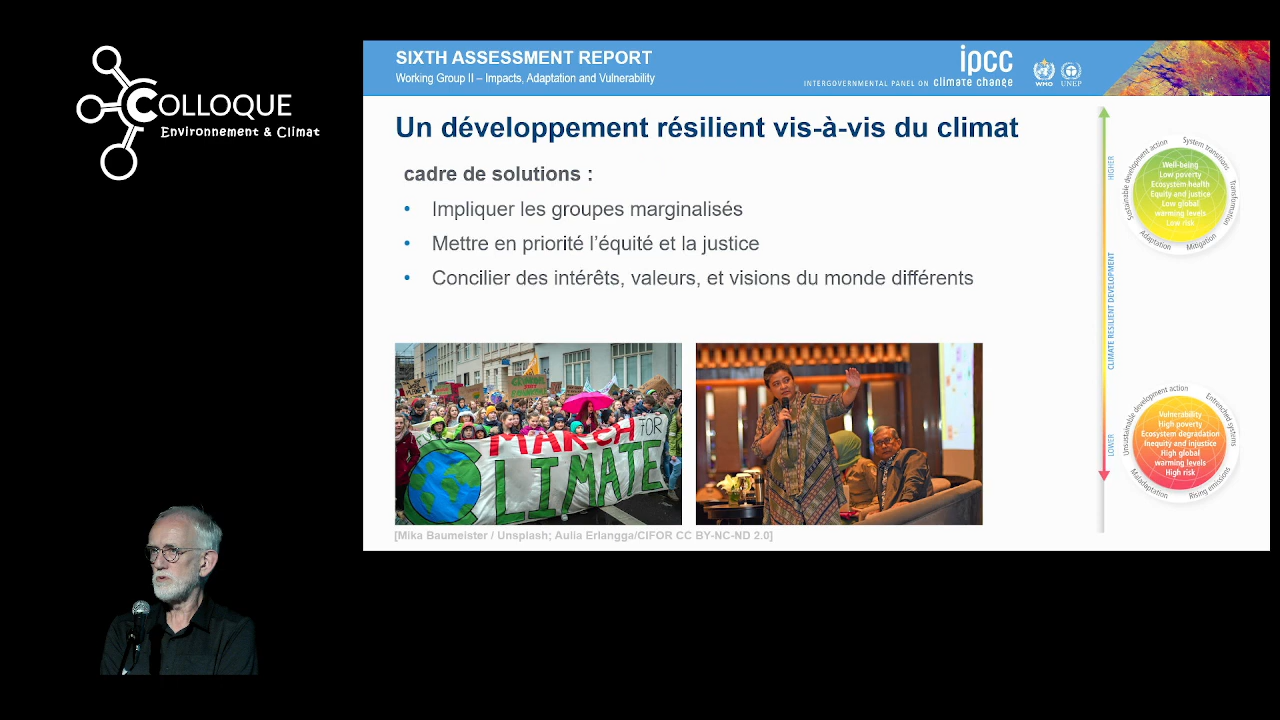 COLLOQUE
Environnement & Climat
SIXTH ASSESSMENT REPORT
Working Group II – Impacts, Adaptation and Vulnerability
ipcc
INTERGOVERNMENTAL PANEL ON climate change
WMO
UNEP
Un développement résilient vis-à-vis du climat
cadre de solutions :
• Impliquer les groupes marginalisés
• Mettre en priorité l’équité et la justice
• Concilier des intérêts, valeurs, et visions du monde différents
MARCH FOR
CLIMATE
[Mika Baumeister / Unsplash; Aulia Erlangga/CIFOR CC BY-NC-ND 2.0]
HIGHER
CLIMATE RESILIENT DEVELOPMENT
LOWER
Sustainable development action
System transitions
Transformation
Mitigation
Adaptation
Well-being
Low poverty
Ecosystem health
Equity and justice
Low global
warming levels
Low risk
Unsustainable development action
Entrenched systems
Rising emissions
Maladaptation
Vulnerability
High poverty
Ecosystem degradation
Inequity and injustice
High global
warming levels
High risk